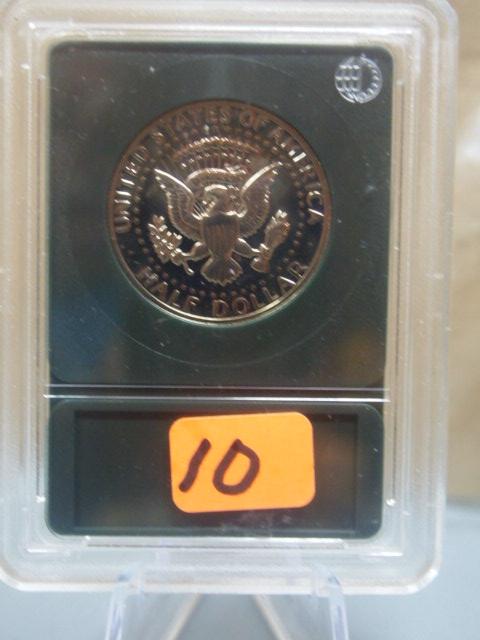 UNITED STATES OF AMERICA
HALF DOLLAR
10